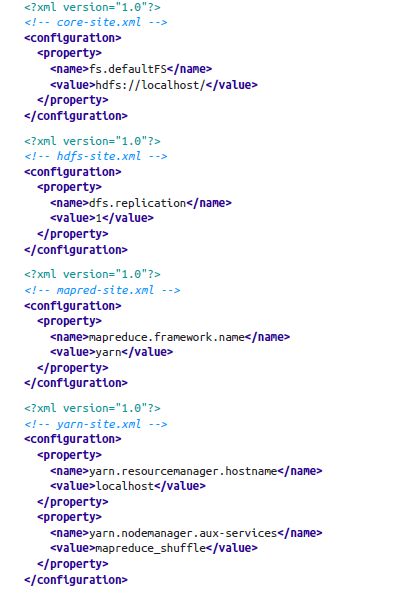 <?xml version="1.0"?>
<!-- core-site.xml -->
<configuration>
  <property>
    <name>fs.defaultFS</name>
    <value>hdfs://localhost/</value>
  </property>
</configuration>

<?xml version="1.0"?>
<!-- hdfs-site.xml -->
<configuration>
  <property>
    <name>dfs.replication</name>
    <value>1</value>
  </property>
</configuration>

<?xml version="1.0"?>
<!-- mapred-site.xml -->
<configuration>
  <property>
    <name>mapreduce.framework.name</name>
    <value>yarn</value>
  </property>
</configuration>

<?xml version="1.0"?>
<!-- yarn-site.xml -->
<configuration>
  <property>
    <name>yarn.resourcemanager.hostname</name>
    <value>localhost</value>
  </property>
  <property>
    <name>yarn.nodemanager.aux-services</name>
    <value>mapreduce_shuffle</value>
  </property>
</configuration>